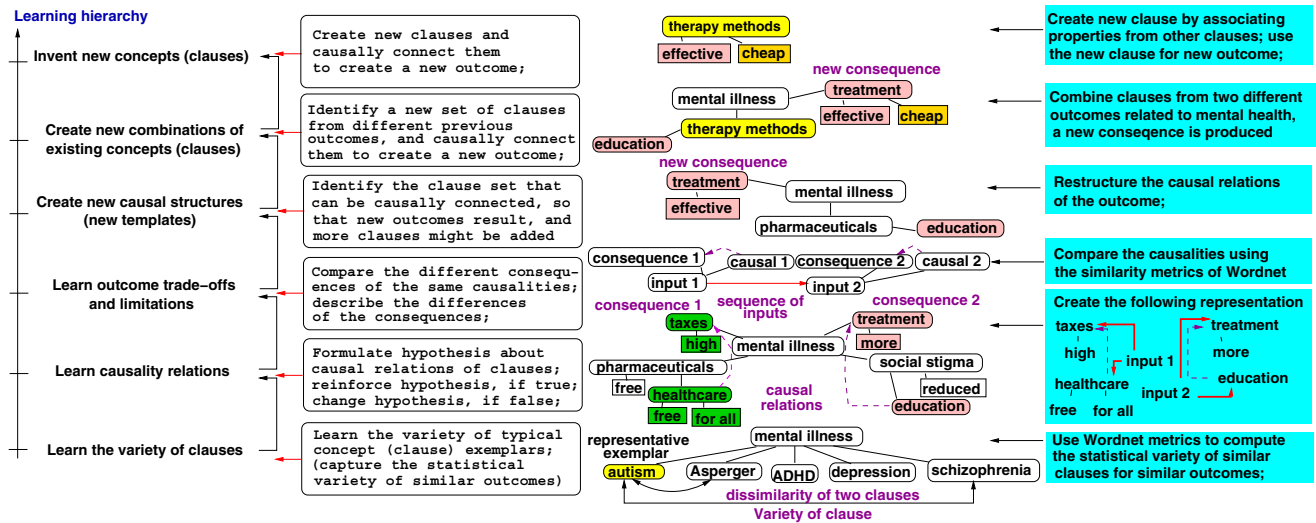 Learning hierarchy
Invent new concepts (clauses)
Create new combinations of
existing concepts (clauses)
Create new causal structures
(new templates)
Learn outcome trade-offs
and limitations
Learn causality relations
Learn the variety of clauses
Create new clauses and
causally connect them
to create a new outcome;
Identify a new set of clauses
from different previous
outcomes, and causally connect
them to create a new outcome;
Identify the clause set that
can be causally connected, so
that new outcomes result, and
more clauses might be added
Compare the different consequ-
ences of the same causalities;
describe the differences
of the consequences;
Formulate hypothesis about
causal relations of clauses;
reinforce hypothesis, if true;
change hypothesis, if false;
Learn the variety of typical
concept (clause) exemplars;
(capture the statistical
variety of similar outcomes)
therapy methods
effective
cheap
new consequence
treatment
mental illness
effective
cheap
therapy methods
education
new consequence
treatment
mental illness
effective
pharmaceuticals
education
consequence 1
causal 1
consequence 2
causal 2
input 1
input 2
consequence 1
sequence of
inputs
consequence 2
taxes
treatment
high
mental illness
more
social stigma
pharmaceuticals
free
reduced
healthcare
causal
relations
education
free
for all
representative
exemplar
mental illness
autism
Asperger
ADHD
depression
schizophrenia
dissimilarity of two clauses
Variety of clause
Create new clause by associating
properties from other clauses; use
the new clause for new outcome;
Combine clauses from two different
outcomes related to mental health,
a new conseqence is produced
Restructure the causal relations
of the outcome;
Compare the causalities using
the similarity metrics of Wordnet
Create the following representation
taxes
treatment
high
more
input 1
healthcare
education
input 2
free
for all
Use Wordnet metrics to compute
the statistical variety of similar
clauses for similar outcomes;